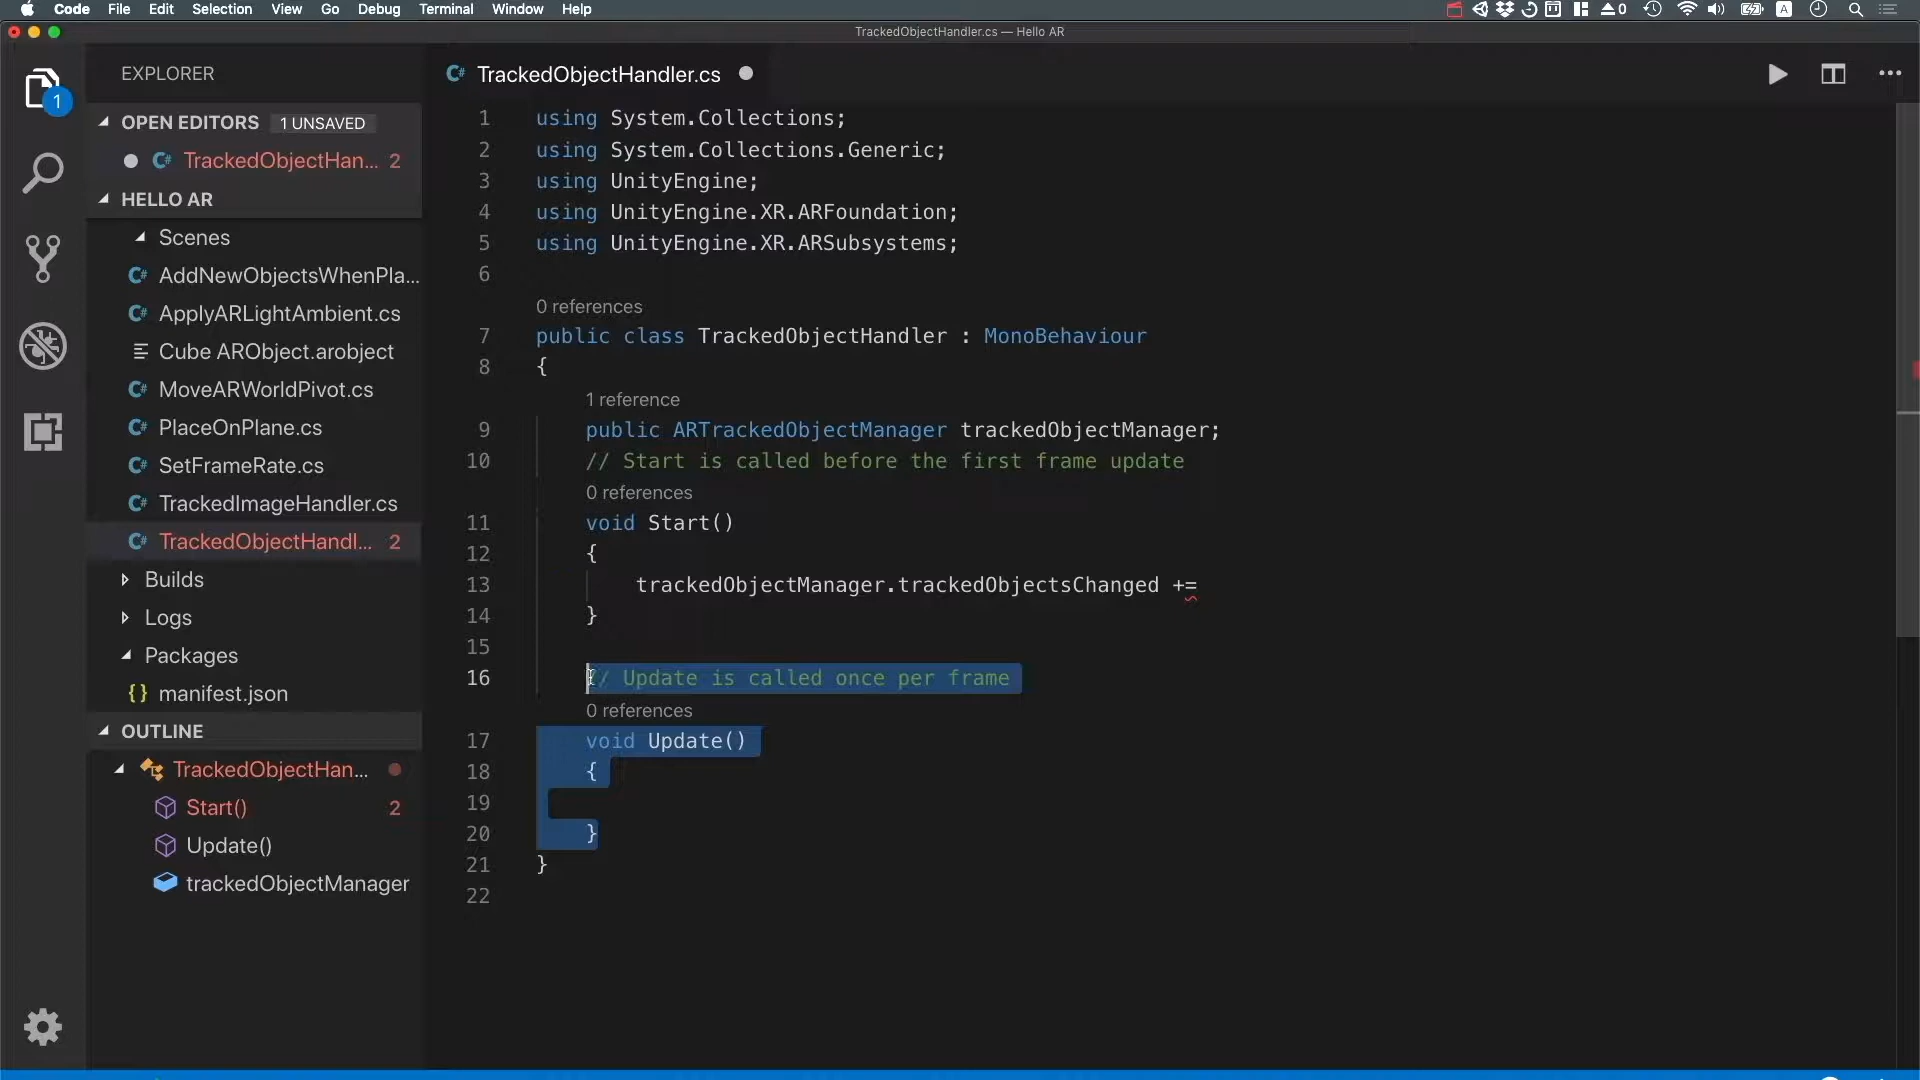 Code File Edit Selection View Go Debug Terminal Window Help
0 A
TrackedObjectHandler.cs — Hello AR
EXPLORER
1
OPEN EDITORS 1 UNSAVED
C# TrackedObjectHan... 2
HELLO AR
Scenes
C# AddNewObjectsWhenPla...
C# ApplyARLightAmbient.cs
Cube ARObject.arobject
C# MoveARWorldPivot.cs
C# PlaceOnPlane.cs
C# SetFrameRate.cs
C# TrackedImageHandler.cs
C# TrackedObjectHandl... 2
Builds
Logs
Packages
{} manifest.json
OUTLINE
TrackedObjectHan...
Start() 2
Update()
trackedObjectManager
C# TrackedObjectHandler.cs
1 using System.Collections;
2 using System.Collections.Generic;
3 using UnityEngine;
4 using UnityEngine.XR.ARFoundation;
5 using UnityEngine.XR.ARSubsystems;
6
0 references
7 public class TrackedObjectHandler : MonoBehaviour
8 {
1 reference
9 public ARTrackedObjectManager trackedObjectManager;
10 // Start is called before the first frame update
0 references
11 void Start()
12 {
13 trackedObjectManager.trackedObjectsChanged +=
14 }
15
16 // Update is called once per frame
0 references
17 void Update()
18 {
19
20 }
21 }
22